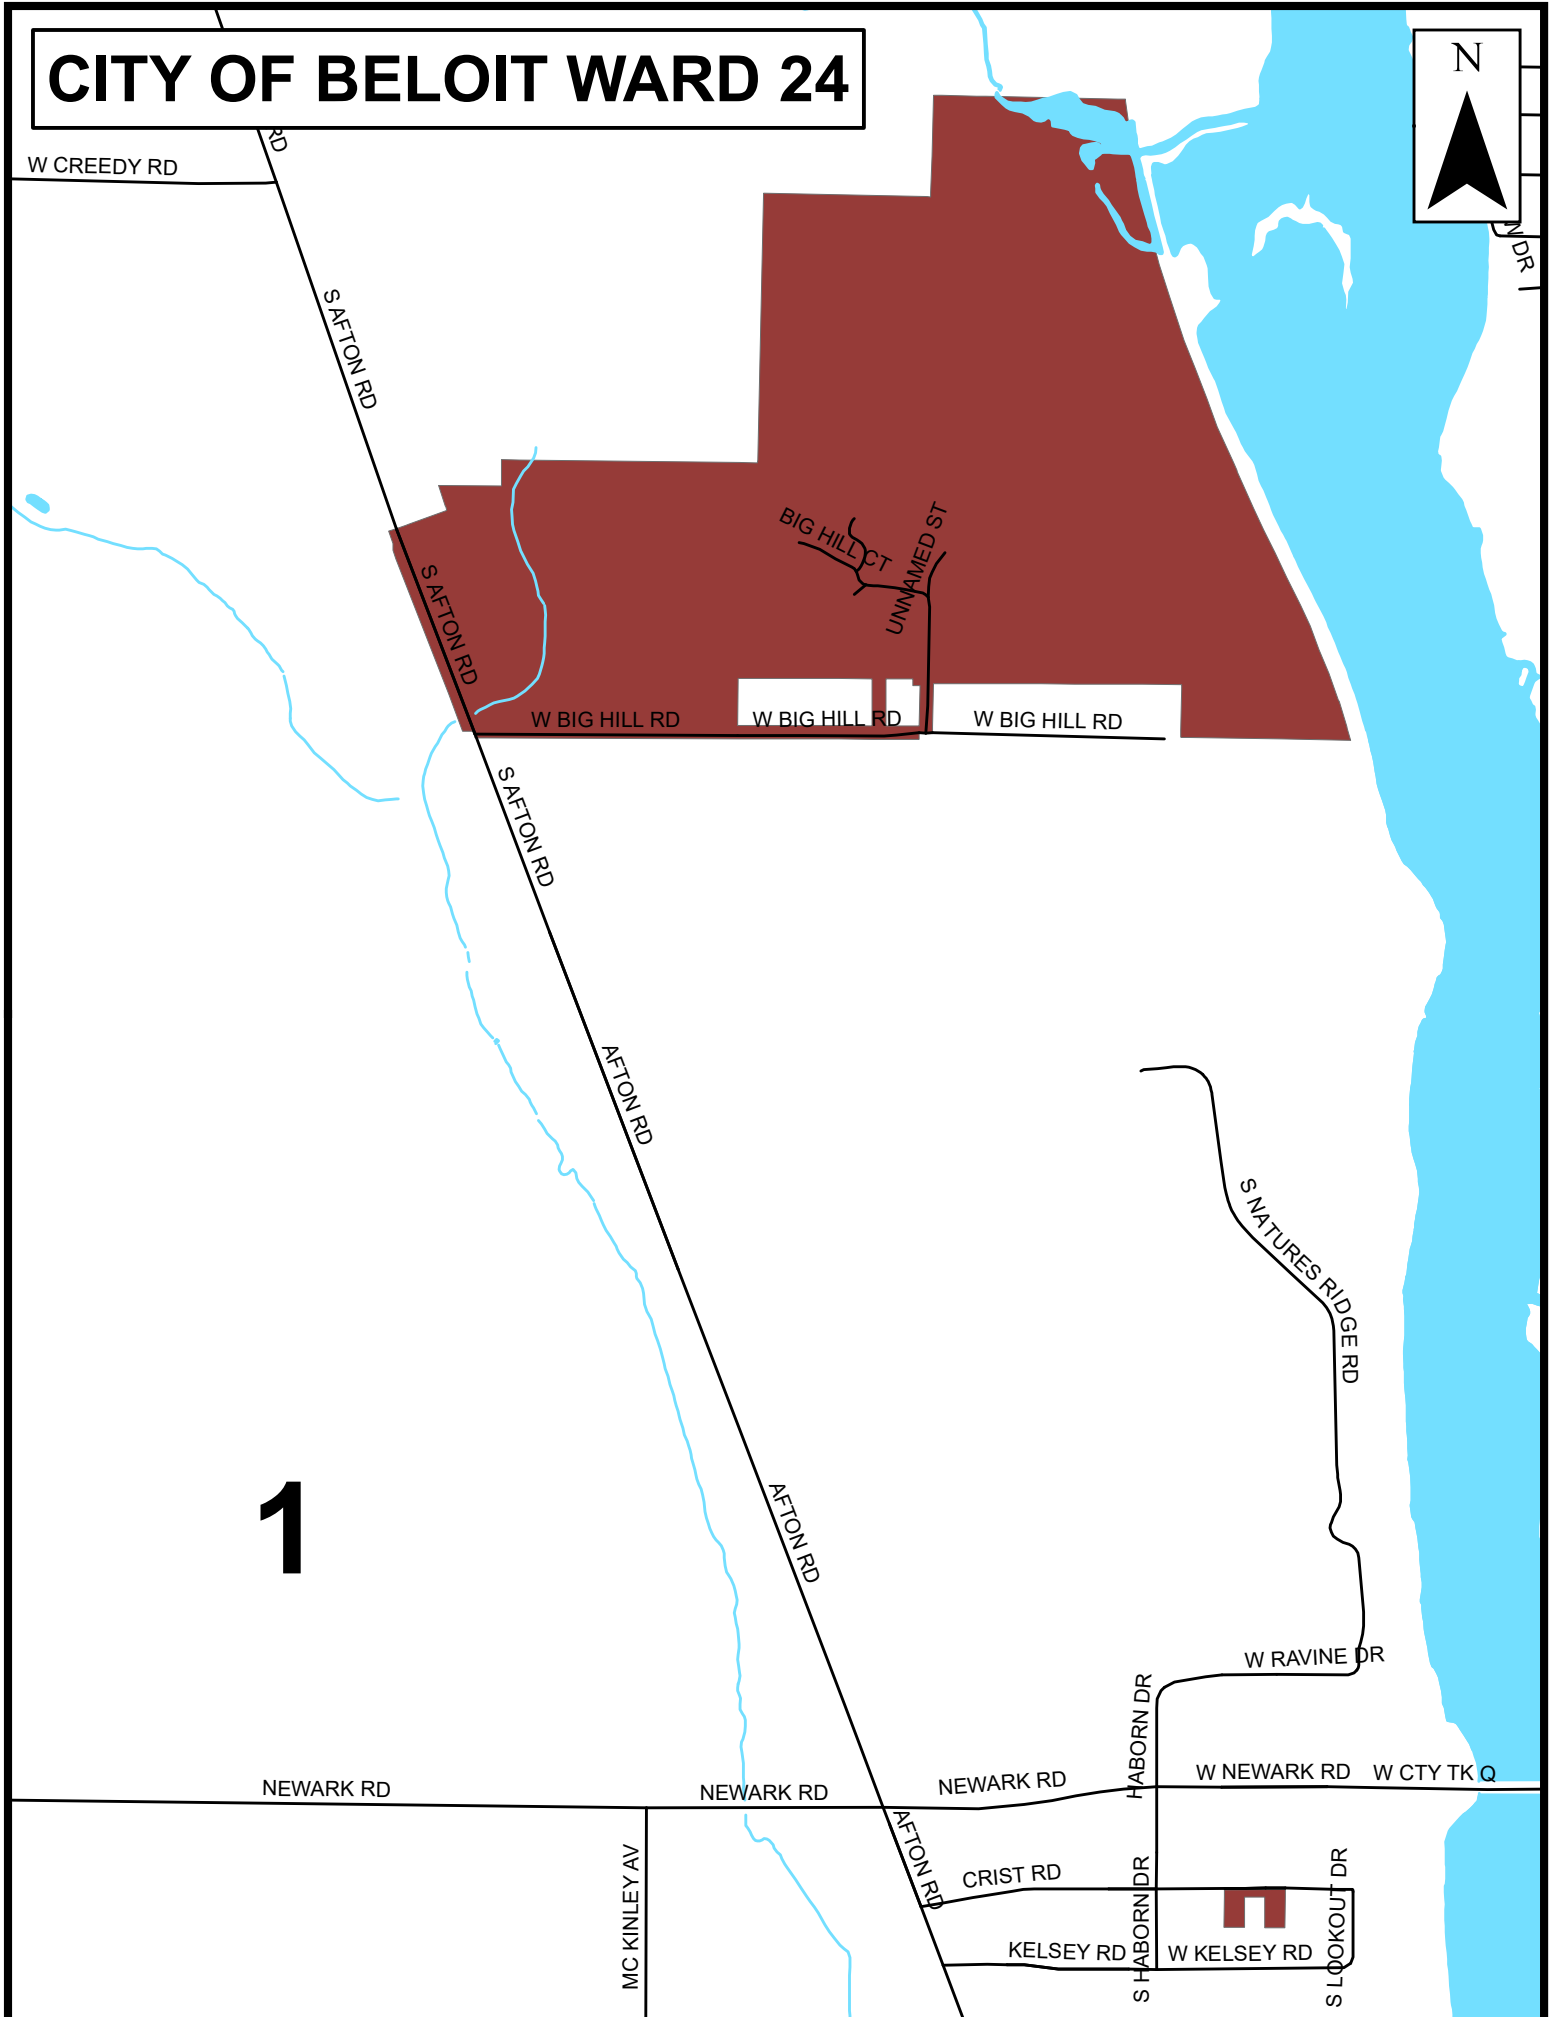 CITY OF BELOIT WARD 24
N
RD
W CREEDY RD
N DR
S AFTON RD
BIG HILL CT
UNNAMED ST
S AFTON RD
W BIG HILL RD
W BIG HILL RD
W BIG HILL RD
S AFTON RD
AFTON RD
S NATURES RIDGE RD
1
AFTON RD
W RAVINE DR
HABORN DR
NEWARK RD
NEWARK RD
NEWARK RD
W NEWARK RD
W CTY TK Q
AFTON RD
MC KINLEY AV
CRIST RD
S HABORN DR
S LOOKOUT DR
KELSEY RD
W KELSEY RD